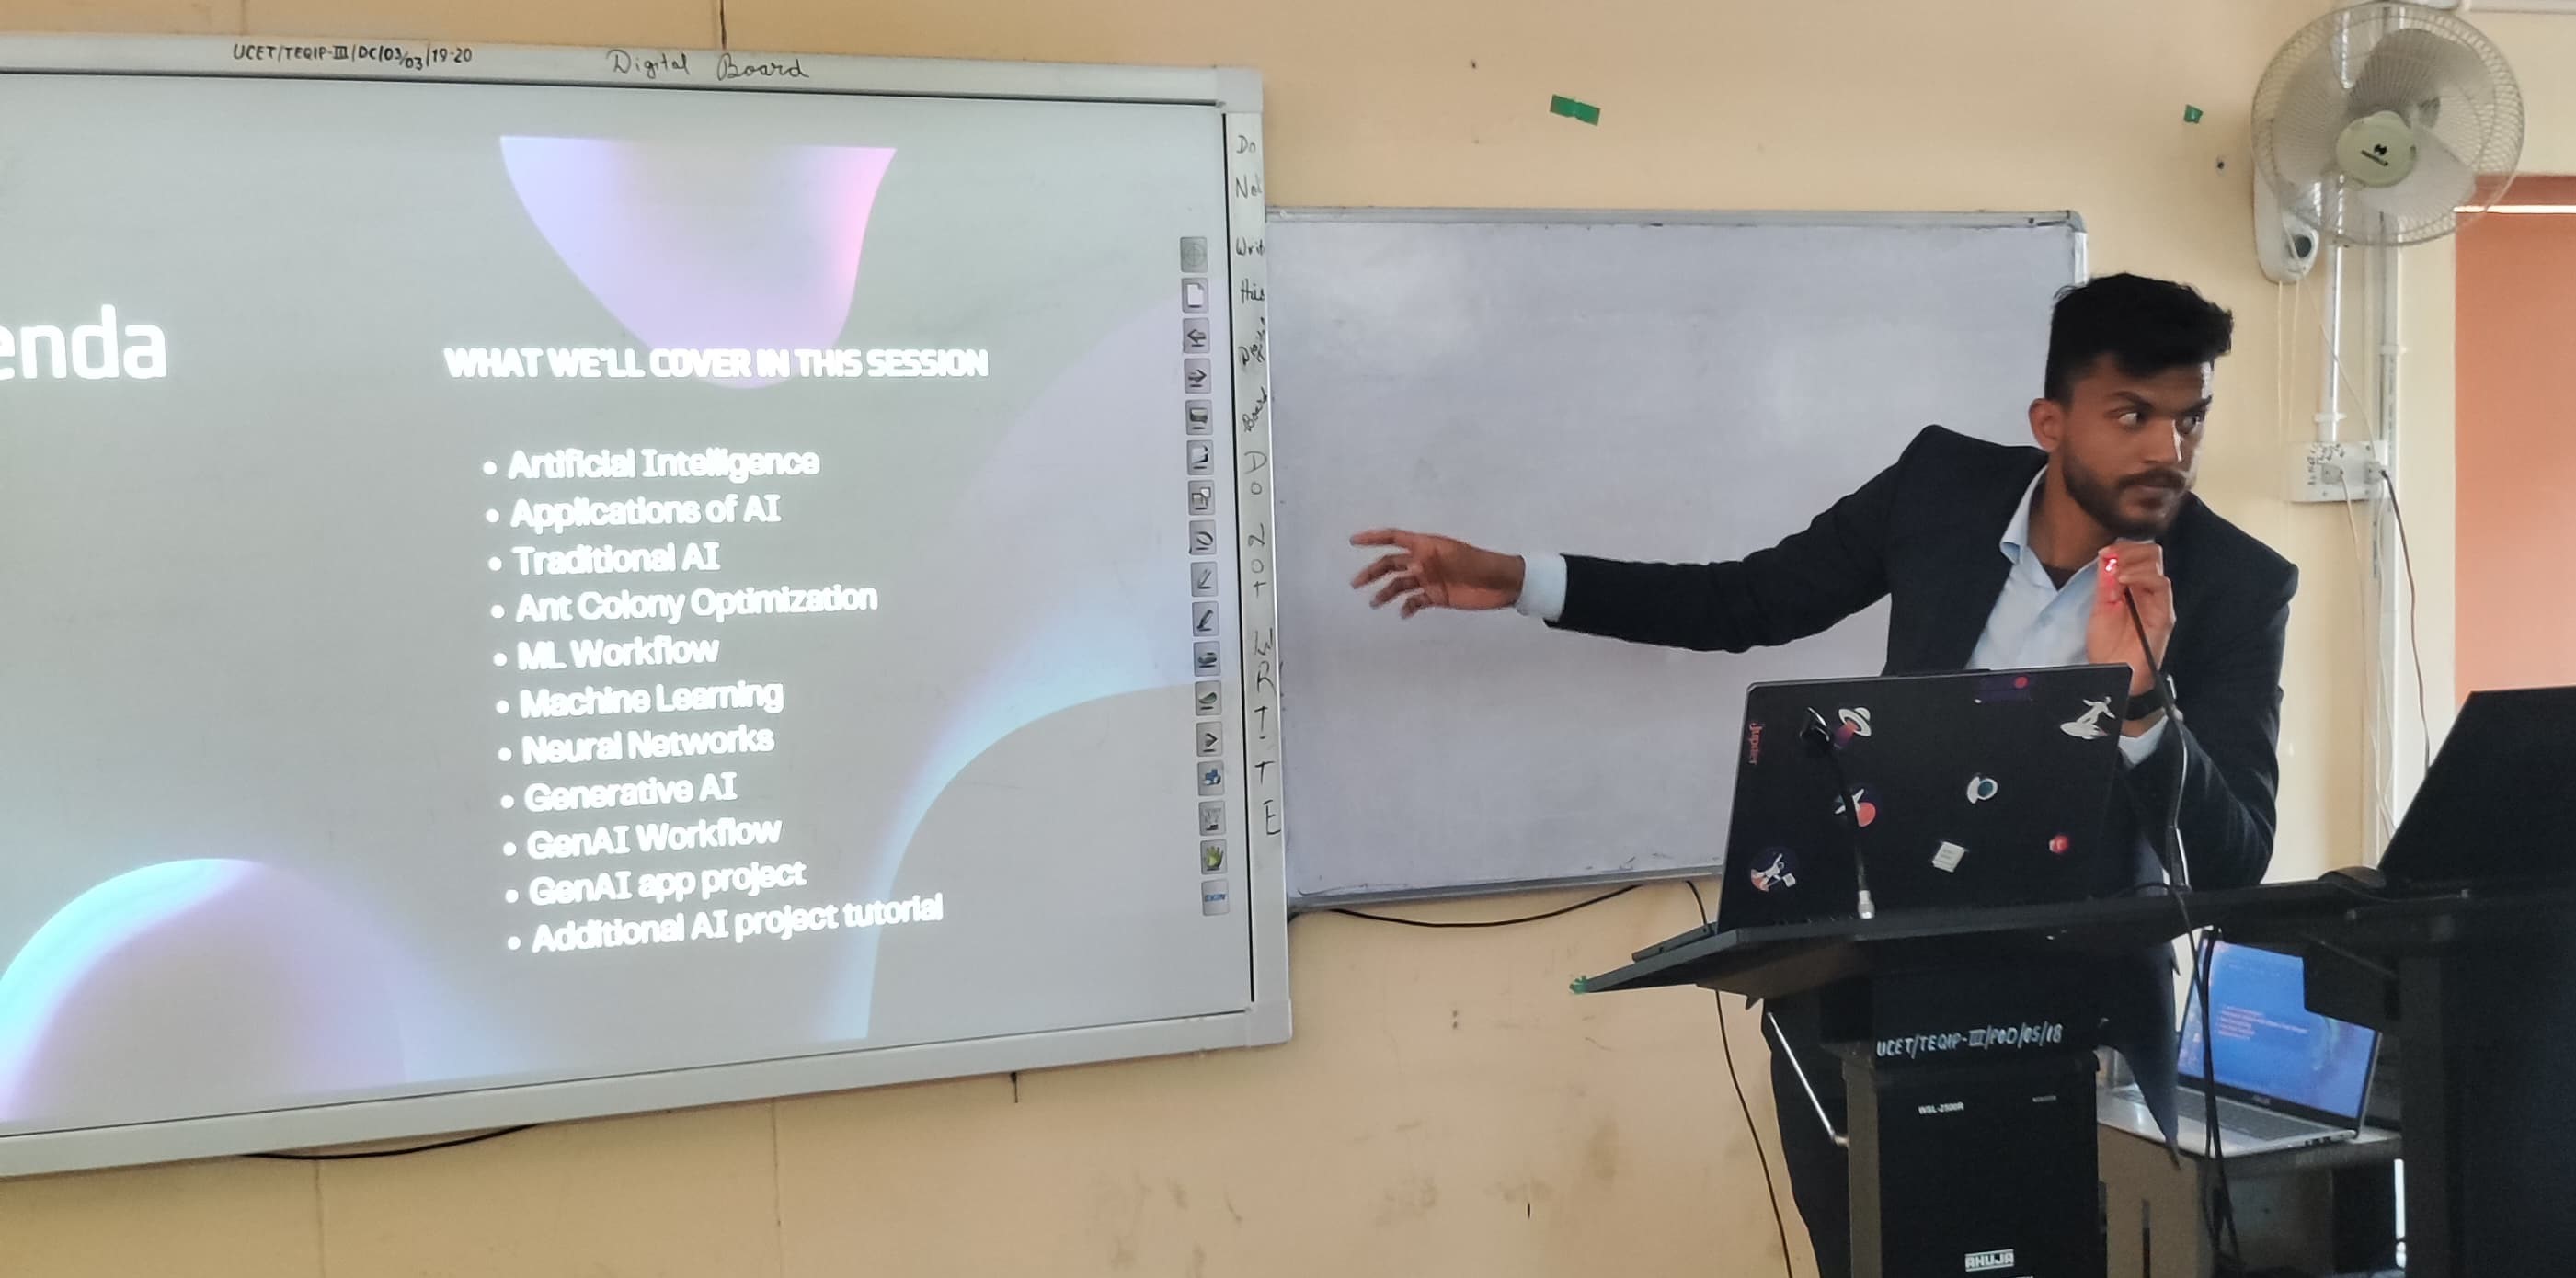 UCET/TEQIP-III/DC/03/03/19-20
Digital Board
enda
WHAT WE'LL COVER IN THIS SESSION
• Artificial Intelligence
• Applications of AI
• Traditional AI
• Ant Colony Optimization
• ML Workflow
• Machine Learning
• Neural Networks
• Generative AI
• GenAI Workflow
• GenAI app project
• Additional AI project tutorial
Do
Not
Writ
this
Board
Do
Not
WRITE
Jupiter
UCET/TEQIP-III/POD/05/18
WSL-2500R
AHUJA